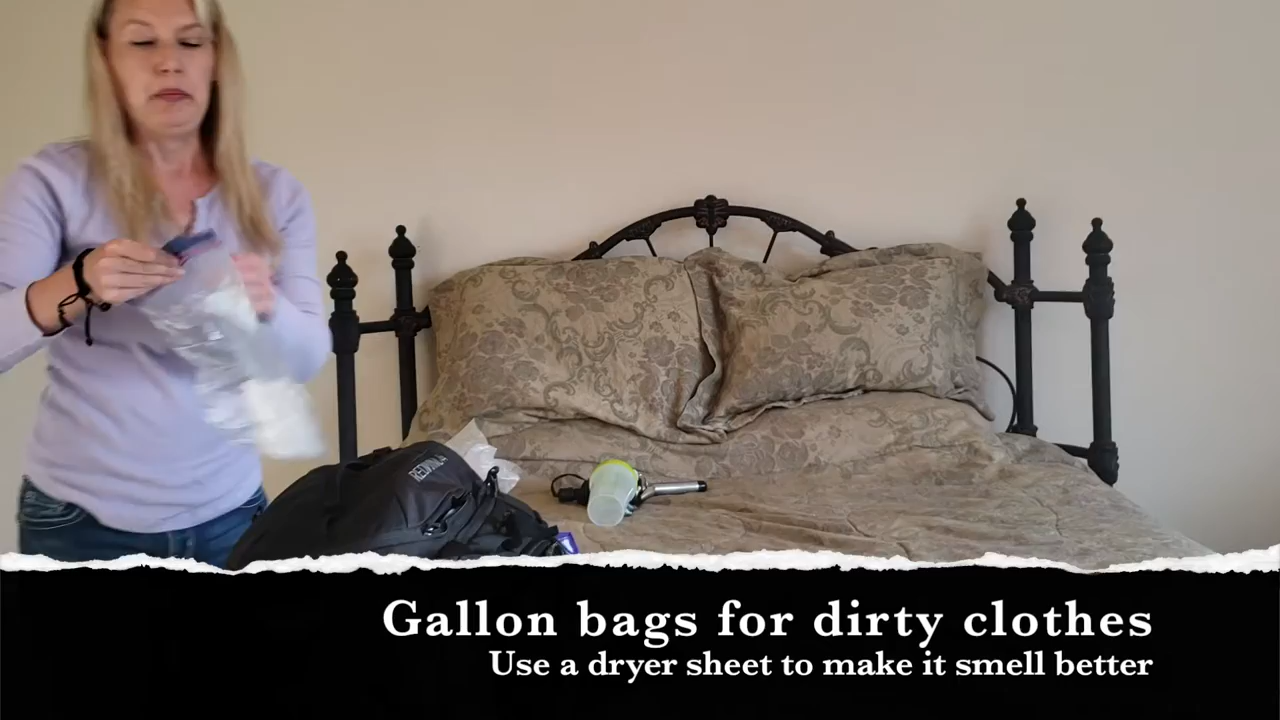 Gallon bags for dirty clothes
Use a dryer sheet to make it smell better